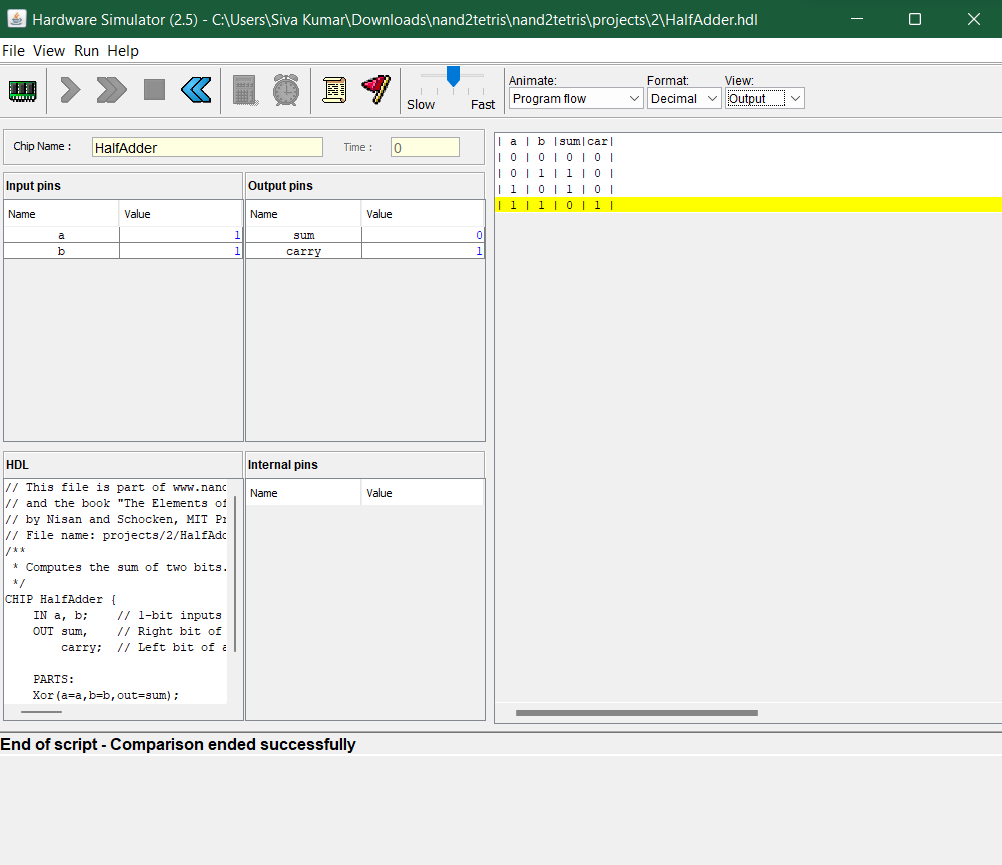 Hardware Simulator (2.5) - C:\Users\Siva Kumar\Downloads\nand2tetris\nand2tetris\projects\2\HalfAdder.hdl
File View Run Help
Slow Fast
Animate: Format: View:
Program flow Decimal Output
Chip Name : HalfAdder Time : 0
Input pins
Name Value
a 1
b 1
Output pins
Name Value
sum 0
carry 1
| a | b |sum|car|
| 0 | 0 | 0 | 0 |
| 0 | 1 | 1 | 0 |
| 1 | 0 | 1 | 0 |
| 1 | 1 | 0 | 1 |
HDL
// This file is part of www.nand
// and the book "The Elements of
// by Nisan and Schocken, MIT Pr
// File name: projects/2/HalfAdd
/**
* Computes the sum of two bits.
*/
CHIP HalfAdder {
IN a, b; // 1-bit inputs
OUT sum, // Right bit of
carry; // Left bit of a
PARTS:
Xor(a=a,b=b,out=sum);
Internal pins
Name Value
End of script - Comparison ended successfully